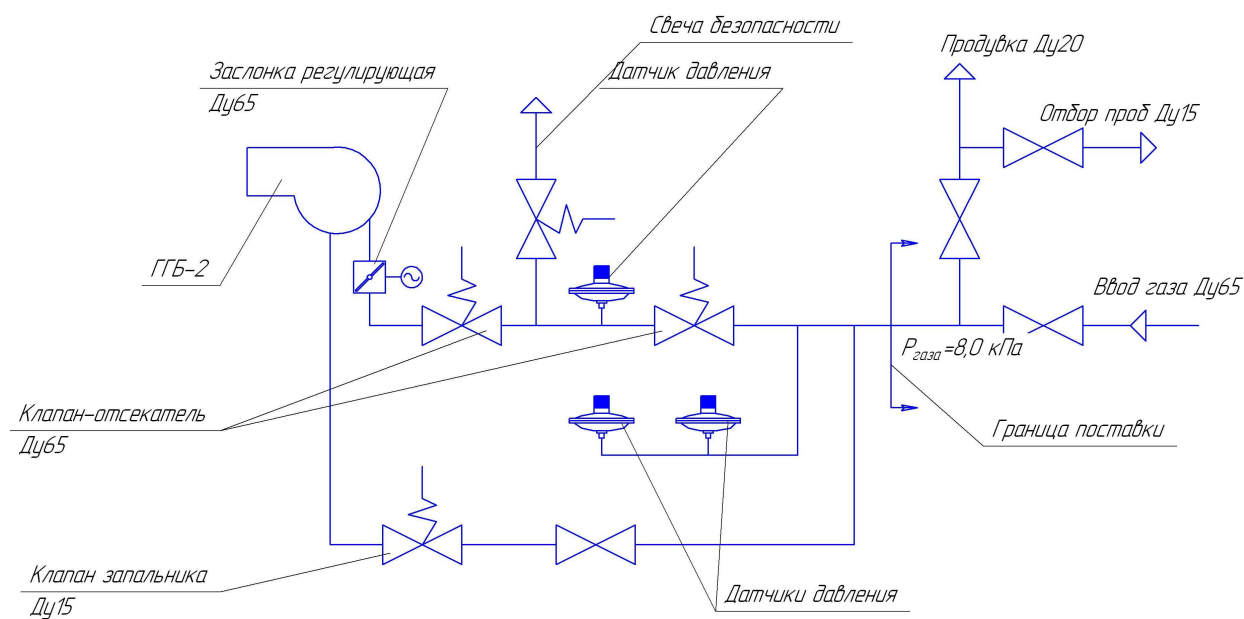 Свеча безопасности
Продувка Ду20
Заслонка регулирующая
Ду65
Датчик давления
Отбор проб Ду15
ГГБ-2
Ввод газа Ду65
Pгаза=8,0 кПа
Клапан-отсекатель
Ду65
Граница поставки
Клапан запальника
Ду15
Датчики давления